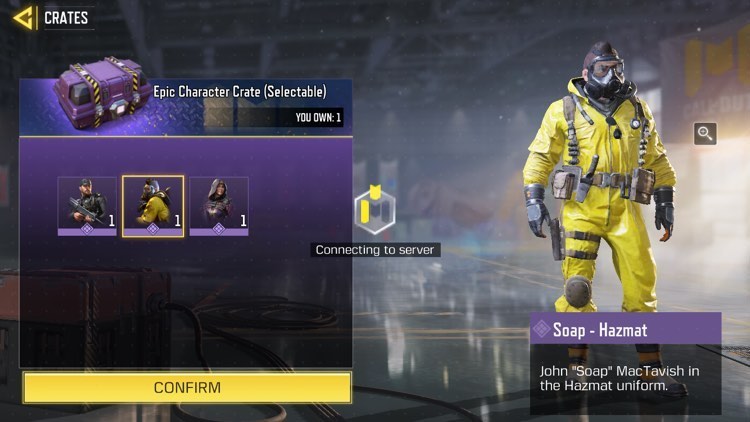 CRATES
Epic Character Crate (Selectable)
YOU OWN: 1
1
1
1
Connecting to server
CONFIRM
Soap - Hazmat
John "Soap" MacTavish in
the Hazmat uniform.